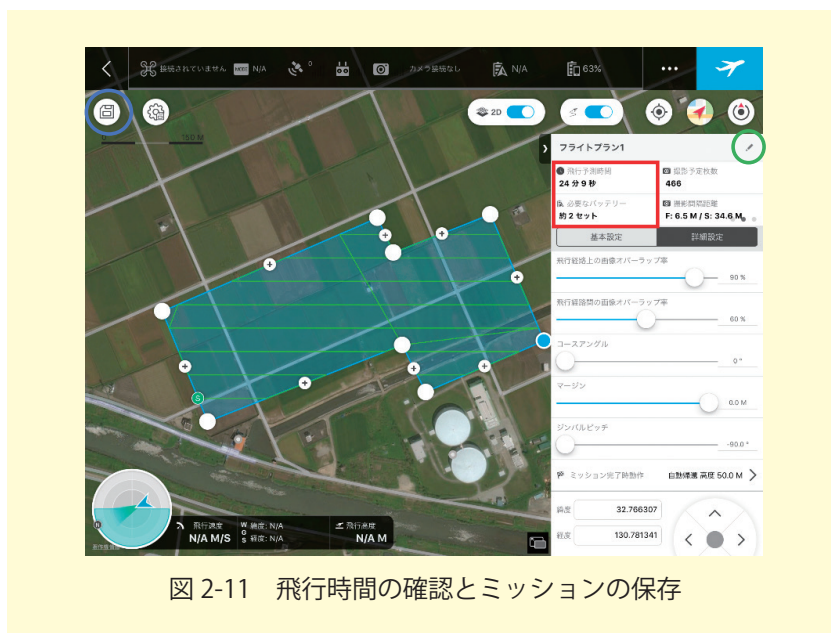 接続されていません N/A 0 カメラ接続なし N/A 63%
2D
0 150 M
フライトプラン1
飛行予測時間 撮影予定枚数
24 分 9 秒 466
必要なバッテリー 撮影間隔距離
約 2 セット F: 6.5 M / S: 34.6 M
基本設定 詳細設定
飛行経路上の画像オーバーラップ率
90 %
飛行経路間の画像オーバーラップ率
60 %
コースアングル
0 °
マージン
0.0 M
ジンバルピッチ
-90.0 °
ミッション完了時動作 自動帰還 高度 50.0 M
緯度 32.766307
経度 130.781341
S
飛行速度 WGS 緯度: N/A 飛行高度
N/A M/S 経度: N/A N/A M
図 2-11 飛行時間の確認とミッションの保存